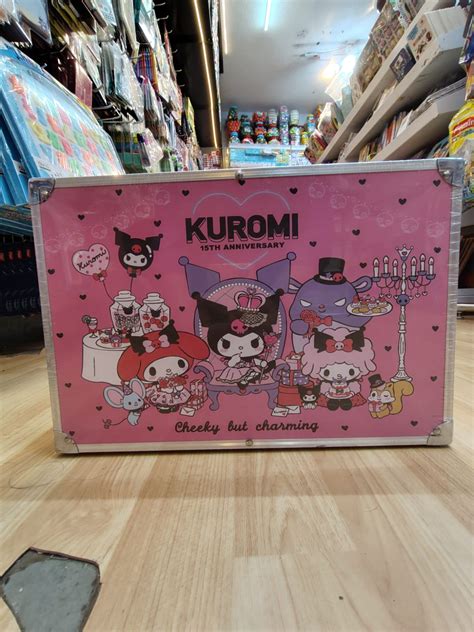 KUROMI
15TH ANNIVERSARY
Kuromi
Cheeky but charming